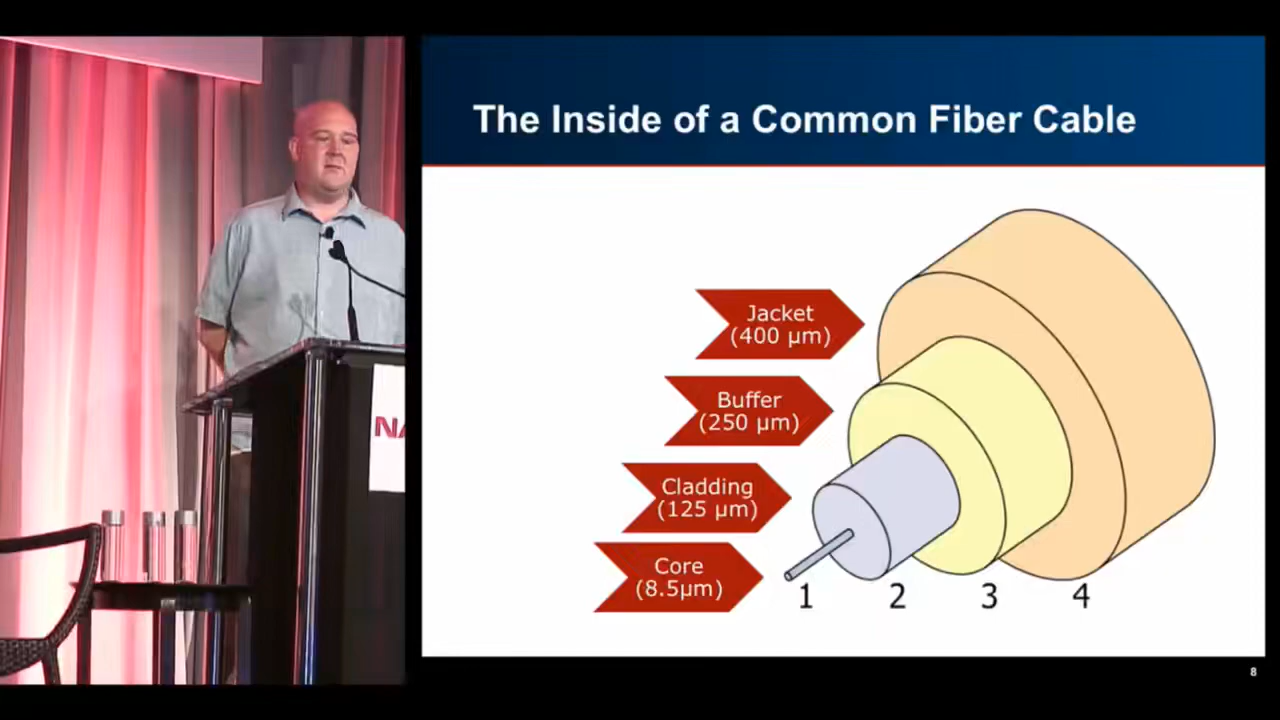 The Inside of a Common Fiber Cable
Jacket
(400 µm)
Buffer
(250 µm)
Cladding
(125 µm)
Core
(8.5µm)
1 2 3 4
NA
8